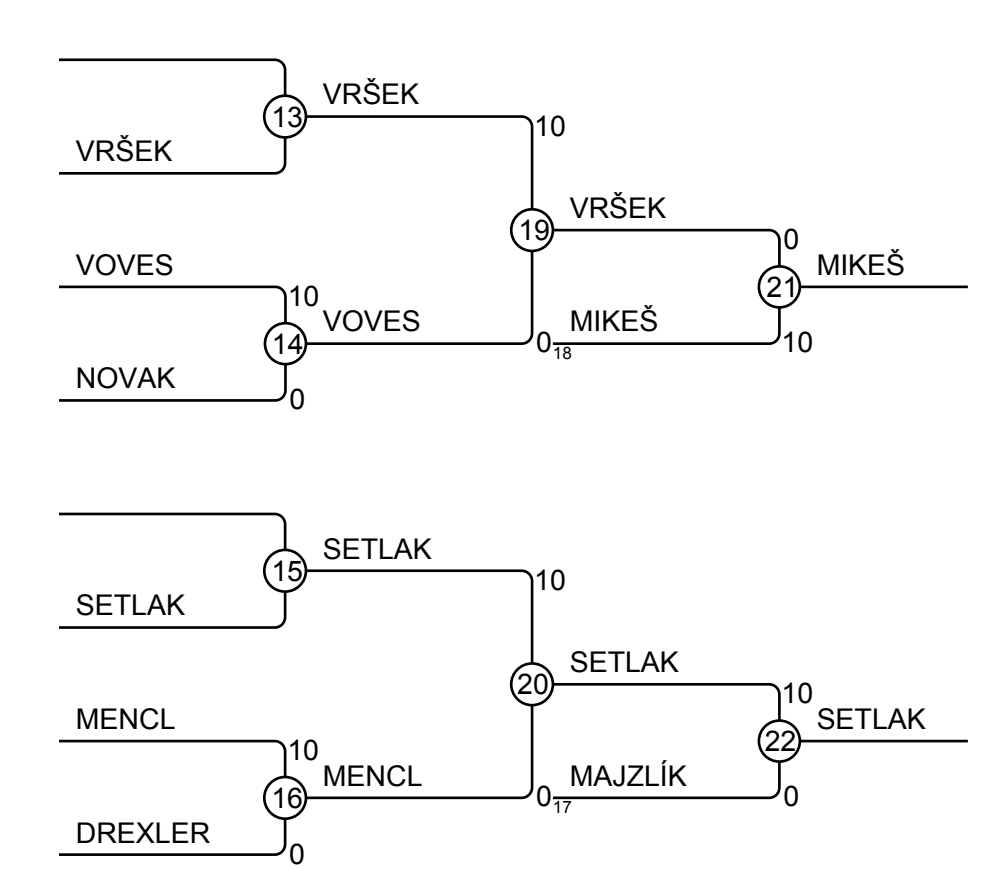 VRŠEK
13
VRŠEK
10
VRŠEK
19
0
VOVES
10
MIKEŠ
21
VOVES
14
0
18
MIKEŠ
10
NOVAK
0
SETLAK
15
10
SETLAK
SETLAK
20
10
MENCL
10
SETLAK
22
MENCL
16
0
17
MAJZLÍK
0
DREXLER
0